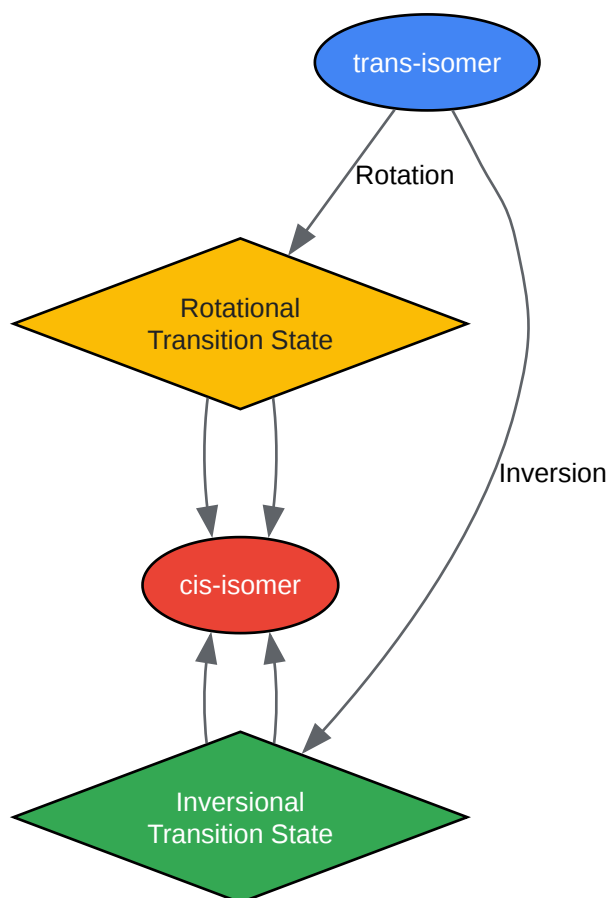 trans-isomer
Rotation
Rotational
Transition State
Inversion
cis-isomer
Inversional
Transition State